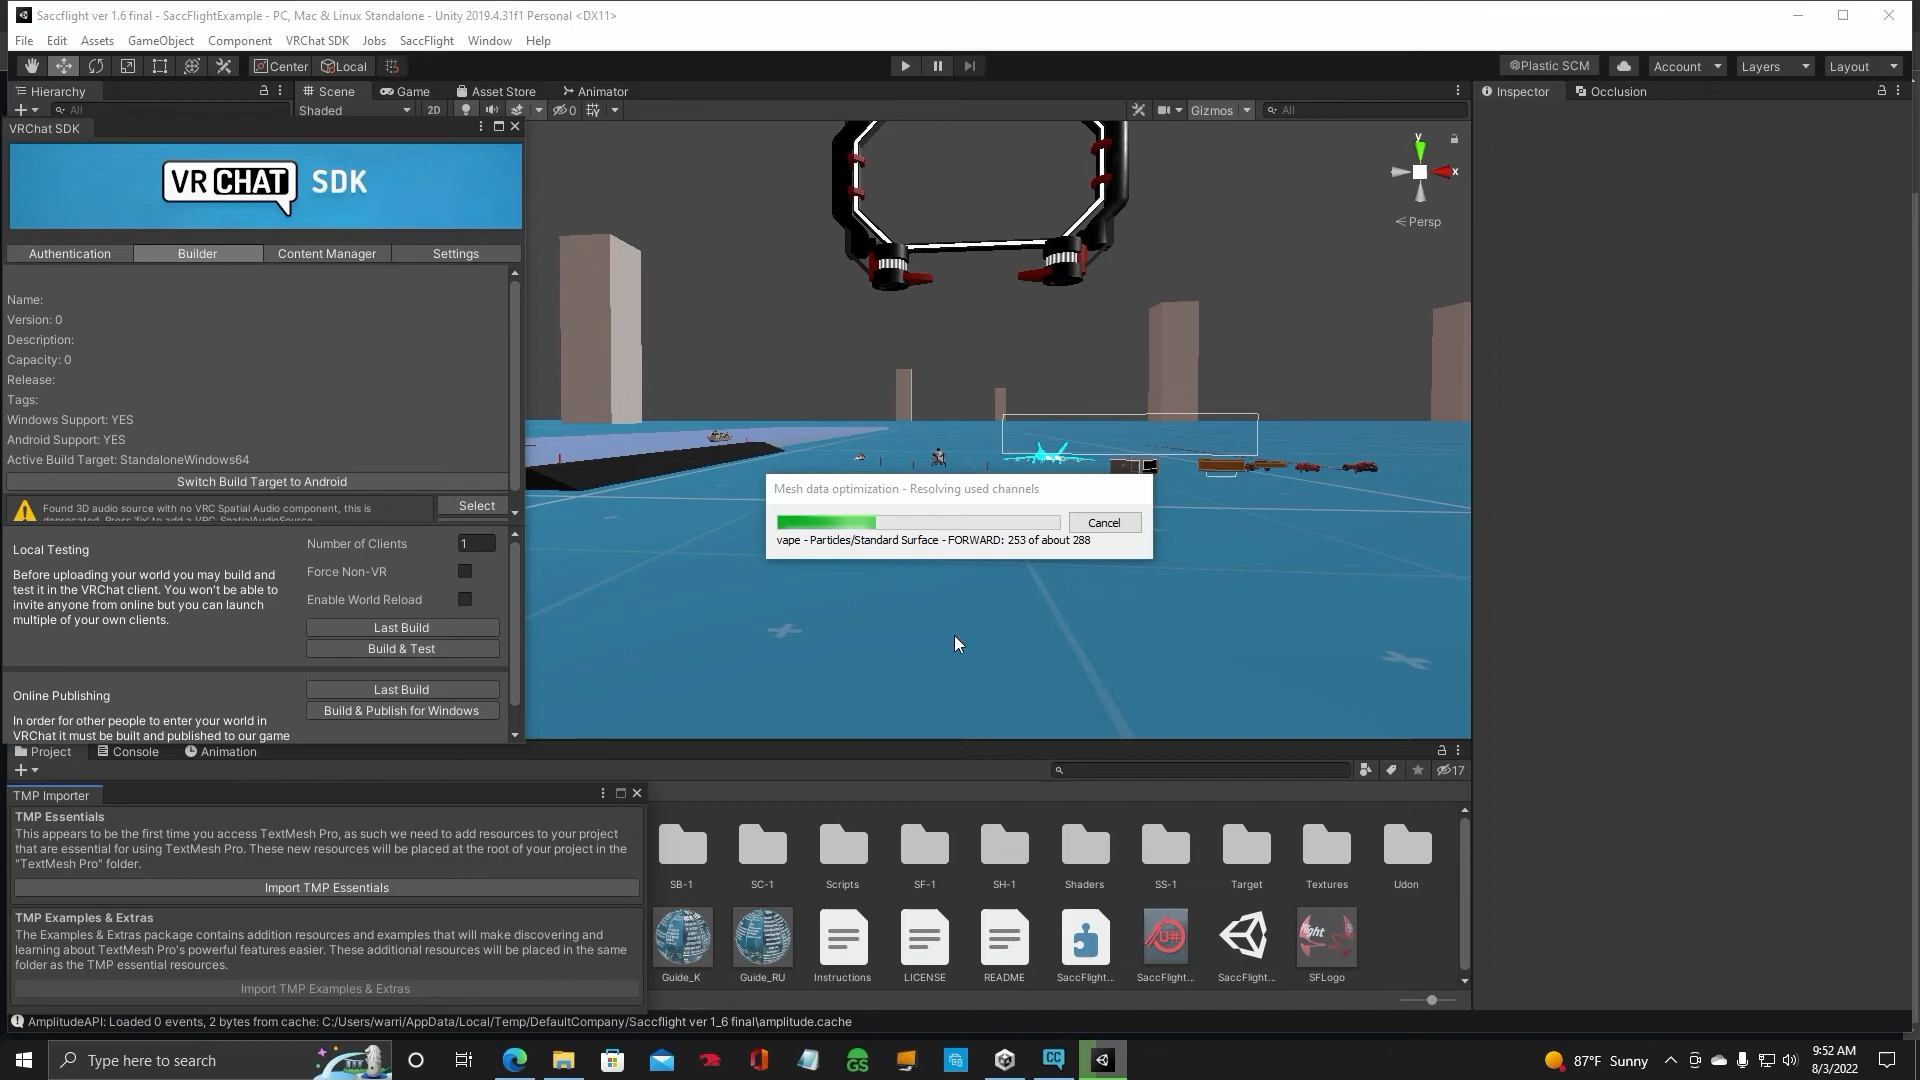 Saccflight ver 1.6 final - SaccFlightExample - PC, Mac & Linux Standalone - Unity 2019.4.31f1 Personal <DX11>
File Edit Assets GameObject Component VRChat SDK Jobs SaccFlight Window Help
Center Local Plastic SCM Account Layers Layout
Hierarchy Scene Game Asset Store Animator Inspector Occlusion
All Shaded 2D 0 Gizmos All
VRChat SDK
VRCHAT SDK
Authentication Builder Content Manager Settings
y
x
Persp
Name:
Version: 0
Description:
Capacity: 0
Release:
Tags:
Windows Support: YES
Android Support: YES
Active Build Target: StandaloneWindows64
Switch Build Target to Android
Found 3D audio source with no VRC Spatial Audio component, this is
deprecated. Press 'fix' to add a VRC_SpatialAudioSource.
Select
Mesh data optimization - Resolving used channels
Cancel
vape - Particles/Standard Surface - FORWARD: 253 of about 288
Local Testing
Before uploading your world you may build and
test it in the VRChat client. You won't be able to
invite anyone from online but you can launch
multiple of your own clients.
Number of Clients 1
Force Non-VR
Enable World Reload
Last Build
Build & Test
Online Publishing
In order for other people to enter your world in
VRChat it must be built and published to our game
Last Build
Build & Publish for Windows
Project Console Animation
17
TMP Importer
TMP Essentials
This appears to be the first time you access TextMesh Pro, as such we need to add resources to your project
that are essential for using TextMesh Pro. These new resources will be placed at the root of your project in the
"TextMesh Pro" folder.
Import TMP Essentials
TMP Examples & Extras
The Examples & Extras package contains addition resources and examples that will make discovering and
learning about TextMesh Pro's powerful features easier. These additional resources will be placed in the same
folder as the TMP essential resources.
Import TMP Examples & Extras
SB-1 SC-1 Scripts SF-1 SH-1 Shaders SS-1 Target Textures Udon
U#
Guide_K Guide_RU Instructions LICENSE README SaccFlight... SaccFlight... SaccFlight... SFLogo
AmplitudeAPI: Loaded 0 events, 2 bytes from cache: C:/Users/warri/AppData/Local/Temp/DefaultCompany/Saccflight ver 1_6 final\amplitude.cache
Type here to search
GS
CC
87°F Sunny
9:52 AM
8/3/2022